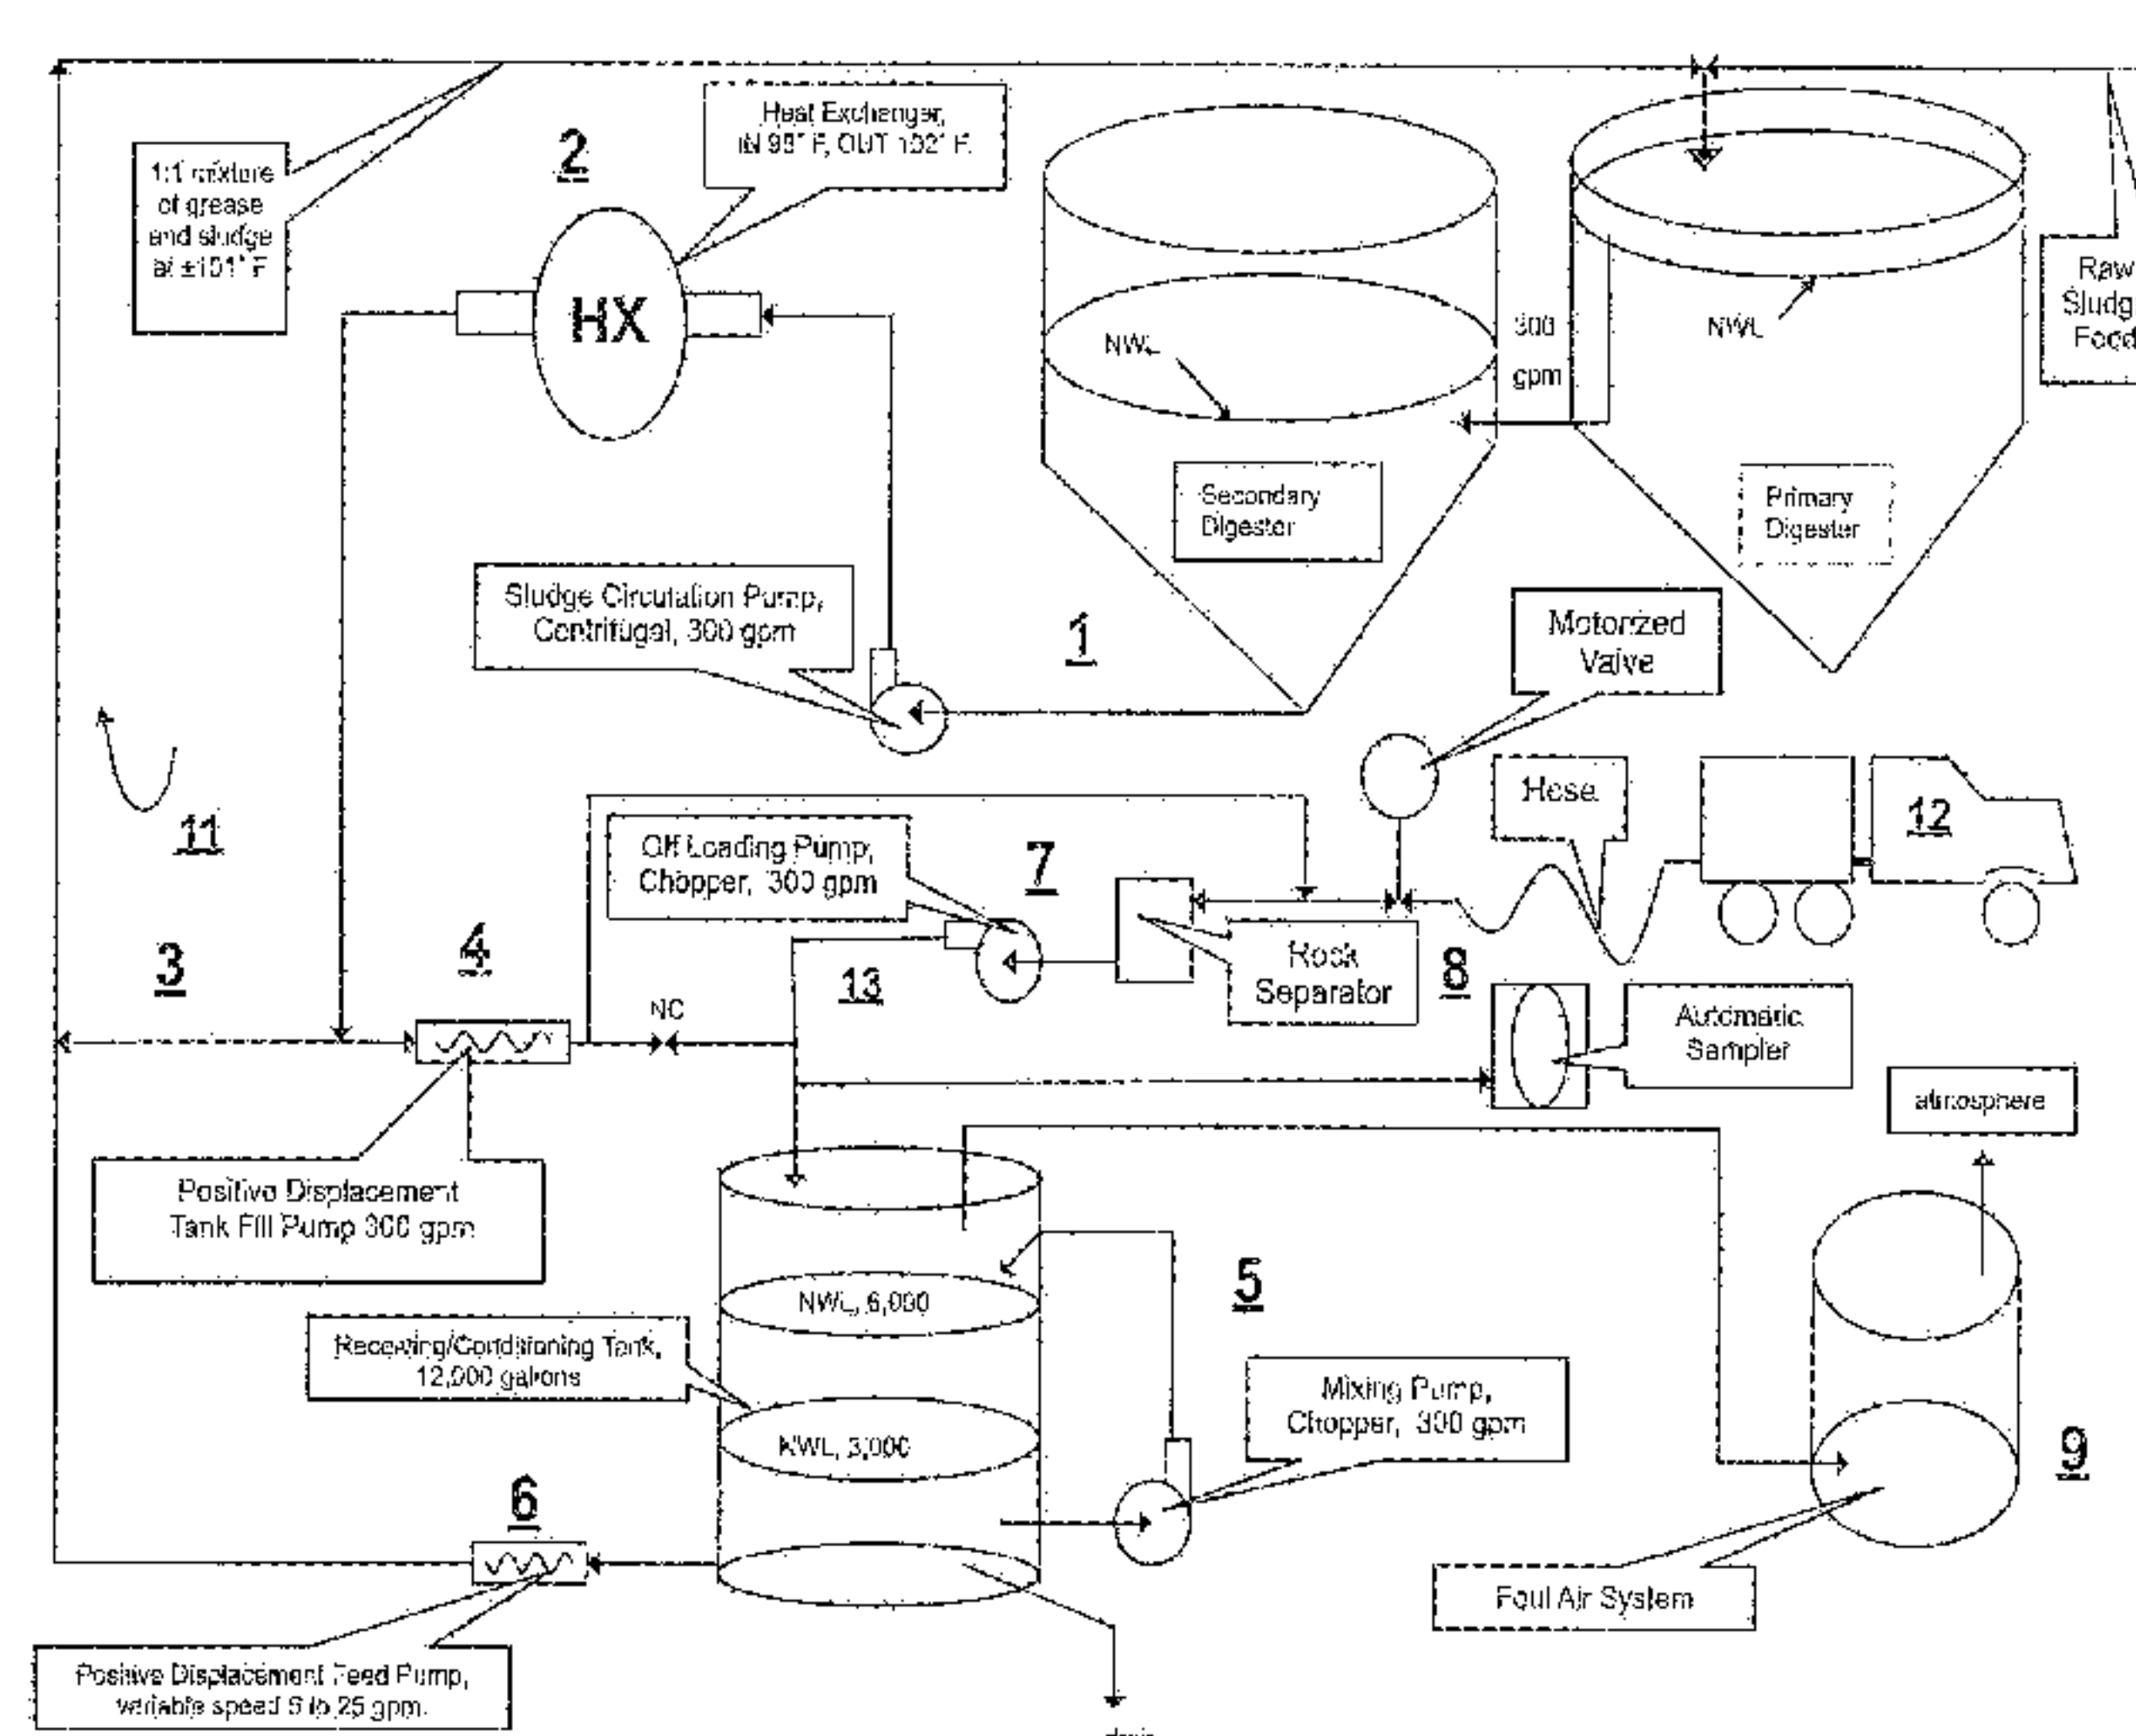 2
Heat Exchanger,
1:1 mixture
of grease
and sludge
at ±101° F
HX
NWL
300
gpm
NWL
Raw
Sludg
Feed
Secondary
Digester
Primary
Digester
Sludge Circulation Pump,
Centrifugal, 300 gpm
1
Motorized
Valve
Hose
12
11
Off Loading Pump,
Chopper, 300 gpm
7
3
4
NC
13
Rock
Separator
8
Automatic
Sampler
atmosphere
Positive Displacement
Tank Fill Pump 300 gpm
5
NWL, 6,000
Receiving/Conditioning Tank,
12,000 gallons
Mixing Pump,
Chopper, 300 gpm
NWL, 3,000
9
6
Foul Air System
Positive Displacement Feed Pump,
variable speed 5 to 25 gpm.